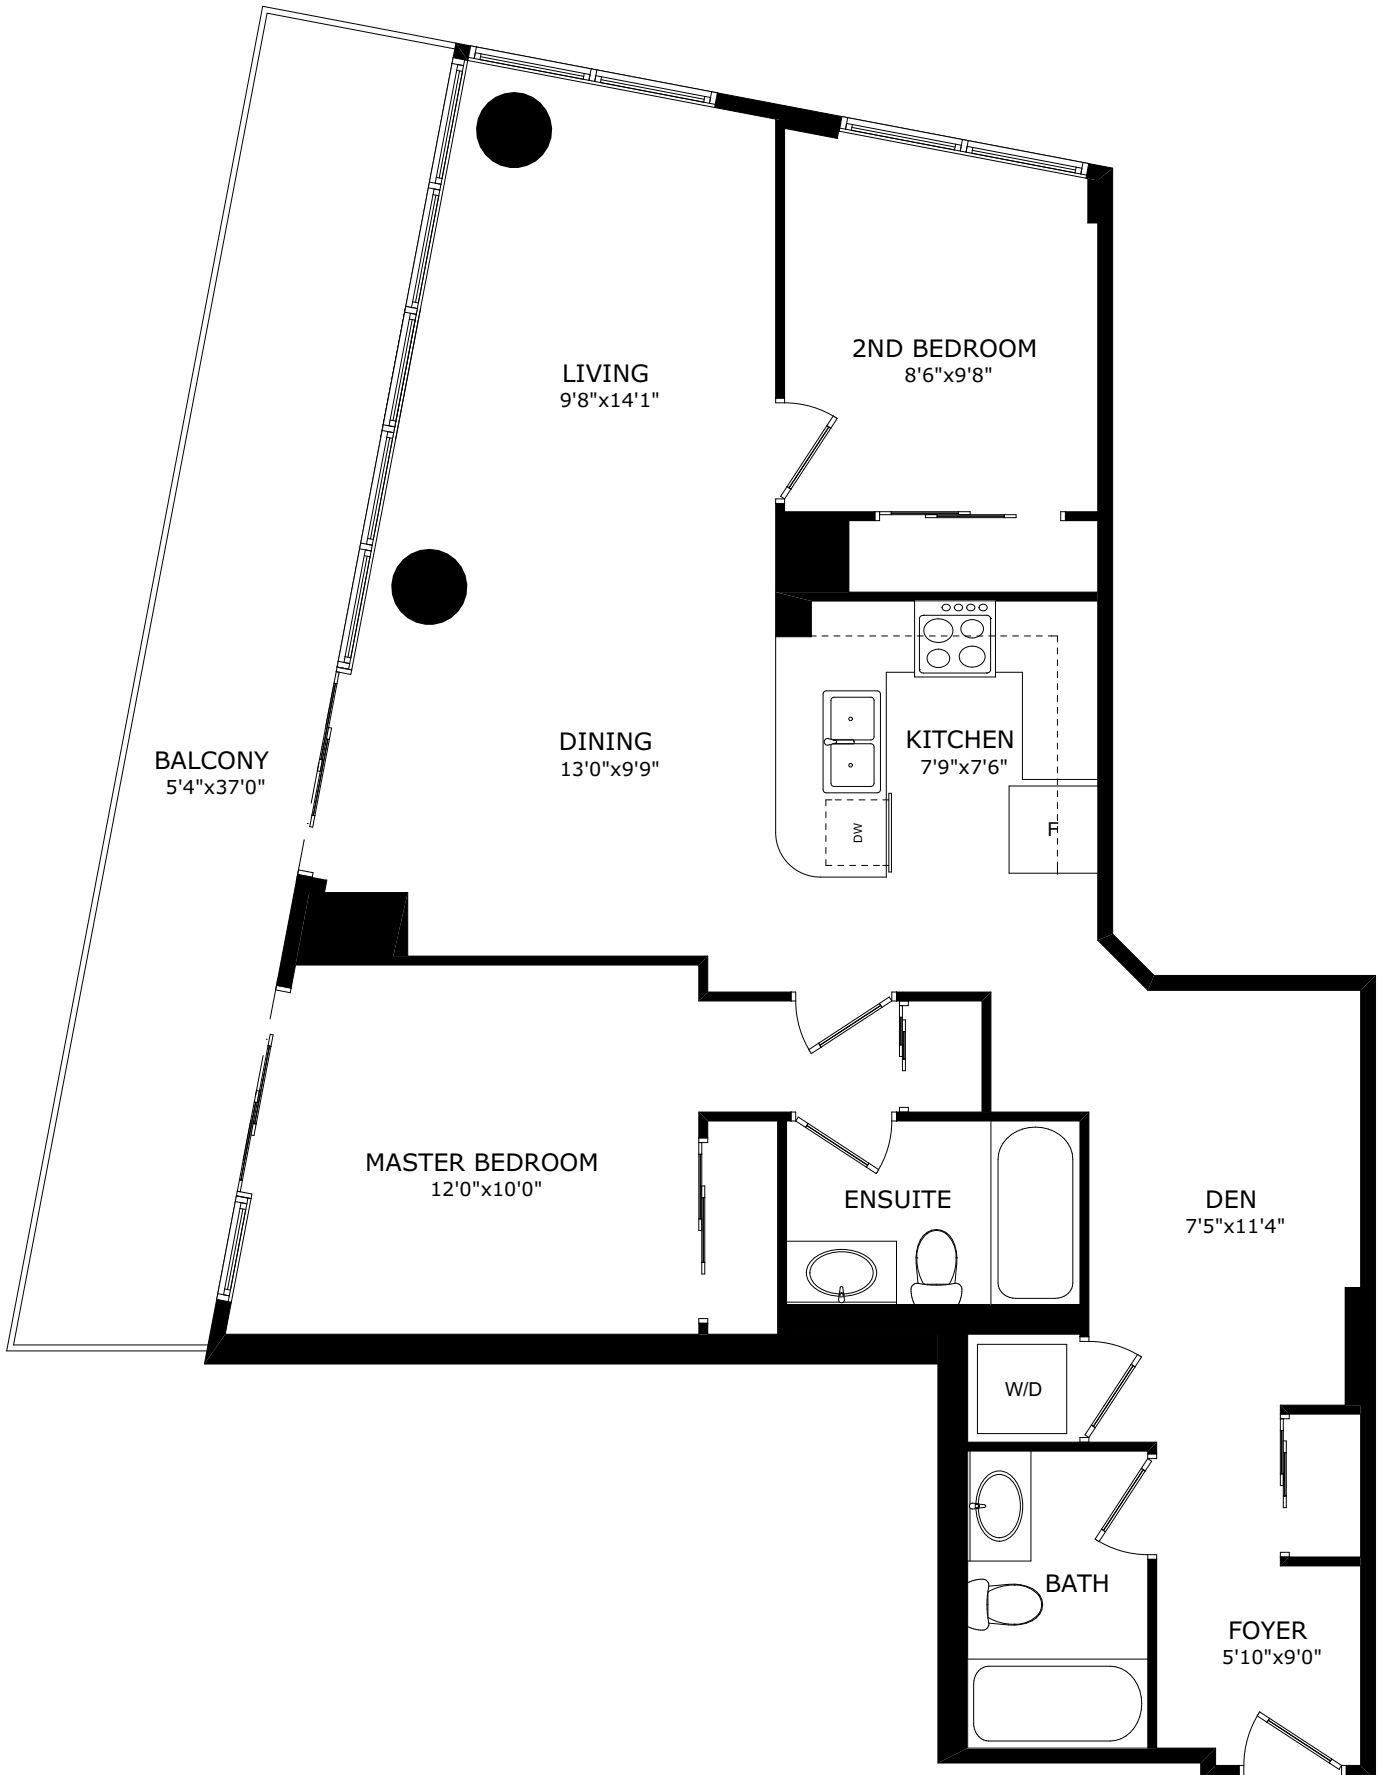 2ND BEDROOM
8'6"x9'8"
LIVING
9'8"x14'1"
DINING
13'0"x9'9"
KITCHEN
7'9"x7'6"
BALCONY
5'4"x37'0"
DW
F
MASTER BEDROOM
12'0"x10'0"
ENSUITE
DEN
7'5"x11'4"
W/D
BATH
FOYER
5'10"x9'0"